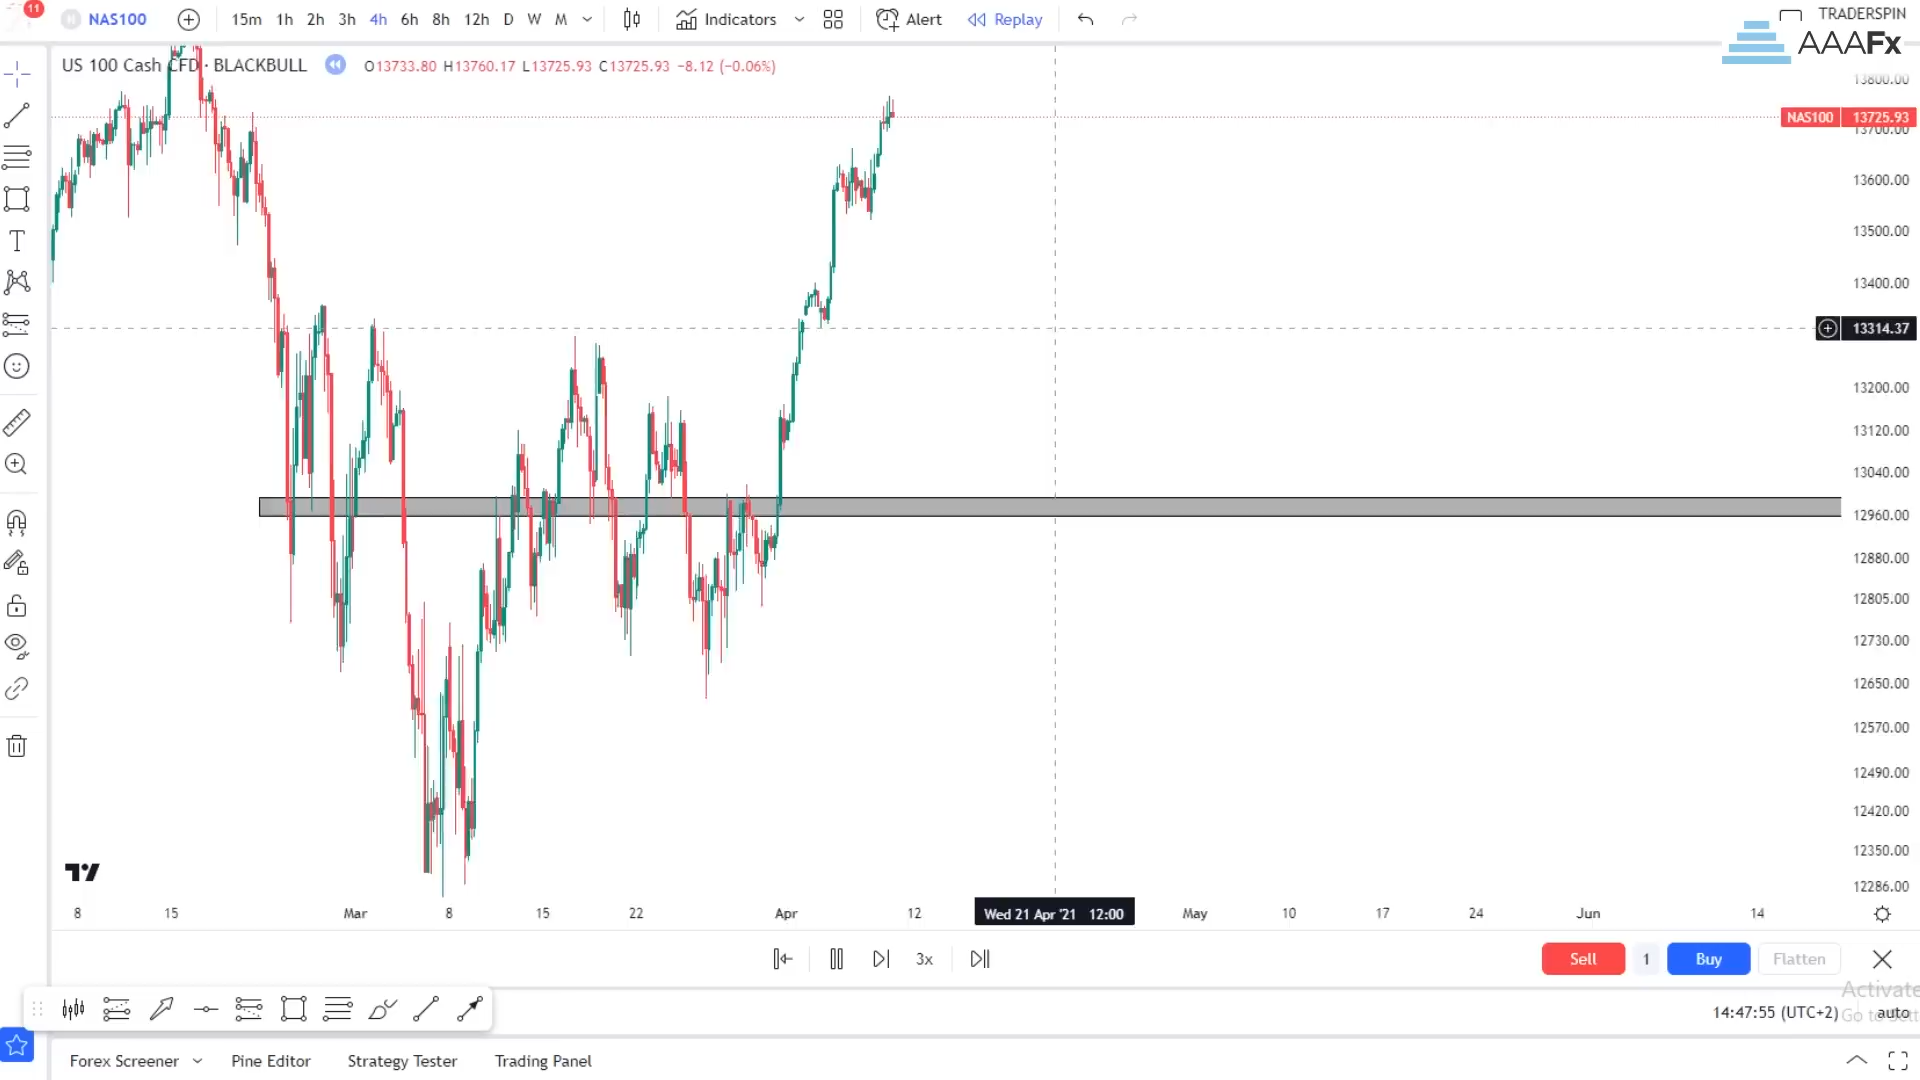 11
NAS100
15m 1h 2h 3h 4h 6h 8h 12h D W M
Indicators
Alert
Replay
TRADERSPIN
AAAFx
US 100 Cash CFD · BLACKBULL
O13733.80 H13760.17 L13725.93 C13725.93 −8.12 (−0.06%)
13800.00
NAS100 13725.93
13700.00
13600.00
13500.00
13400.00
13314.37
13200.00
13120.00
13040.00
12960.00
12880.00
12805.00
12730.00
12650.00
12570.00
12490.00
12420.00
12350.00
12286.00
8 15 Mar 8 15 22 Apr 12 Wed 21 Apr '21 12:00 May 10 17 24 Jun 14
3x
Sell 1 Buy Flatten
Activate
14:47:55 (UTC+2)
Go to
auto
Forex Screener Pine Editor Strategy Tester Trading Panel